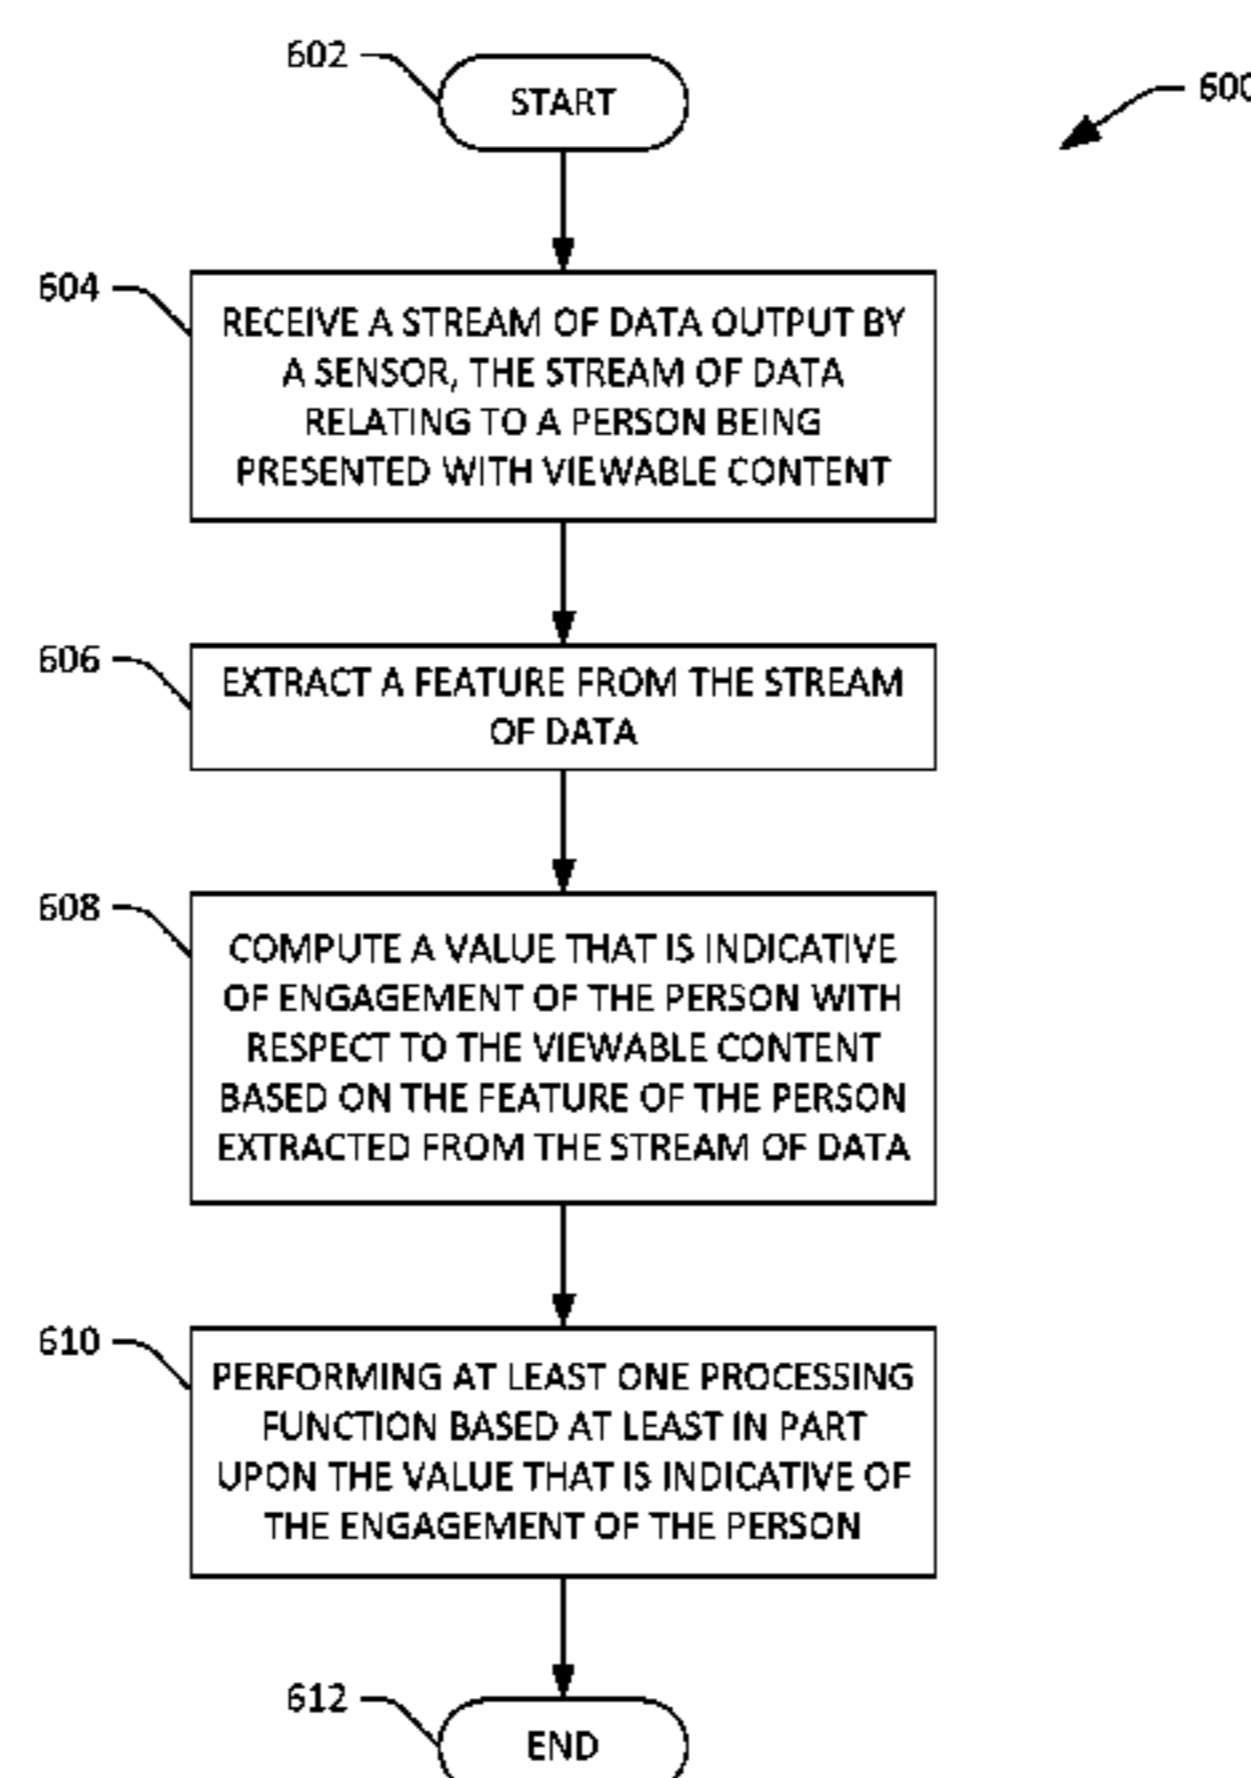 602
START
600
604
RECEIVE A STREAM OF DATA OUTPUT BY
A SENSOR, THE STREAM OF DATA
RELATING TO A PERSON BEING
PRESENTED WITH VIEWABLE CONTENT
606
EXTRACT A FEATURE FROM THE STREAM
OF DATA
608
COMPUTE A VALUE THAT IS INDICATIVE
OF ENGAGEMENT OF THE PERSON WITH
RESPECT TO THE VIEWABLE CONTENT
BASED ON THE FEATURE OF THE PERSON
EXTRACTED FROM THE STREAM OF DATA
610
PERFORMING AT LEAST ONE PROCESSING
FUNCTION BASED AT LEAST IN PART
UPON THE VALUE THAT IS INDICATIVE OF
THE ENGAGEMENT OF THE PERSON
612
END